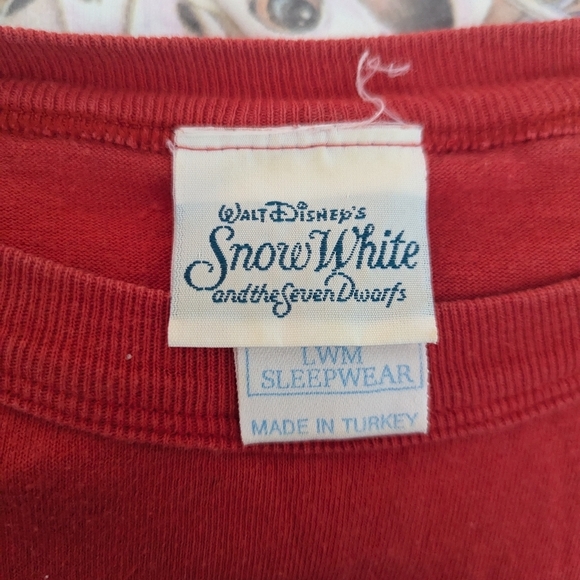 WALT DISNEY'S
Snow White
and the Seven Dwarfs
LWM
SLEEPWEAR
MADE IN TURKEY